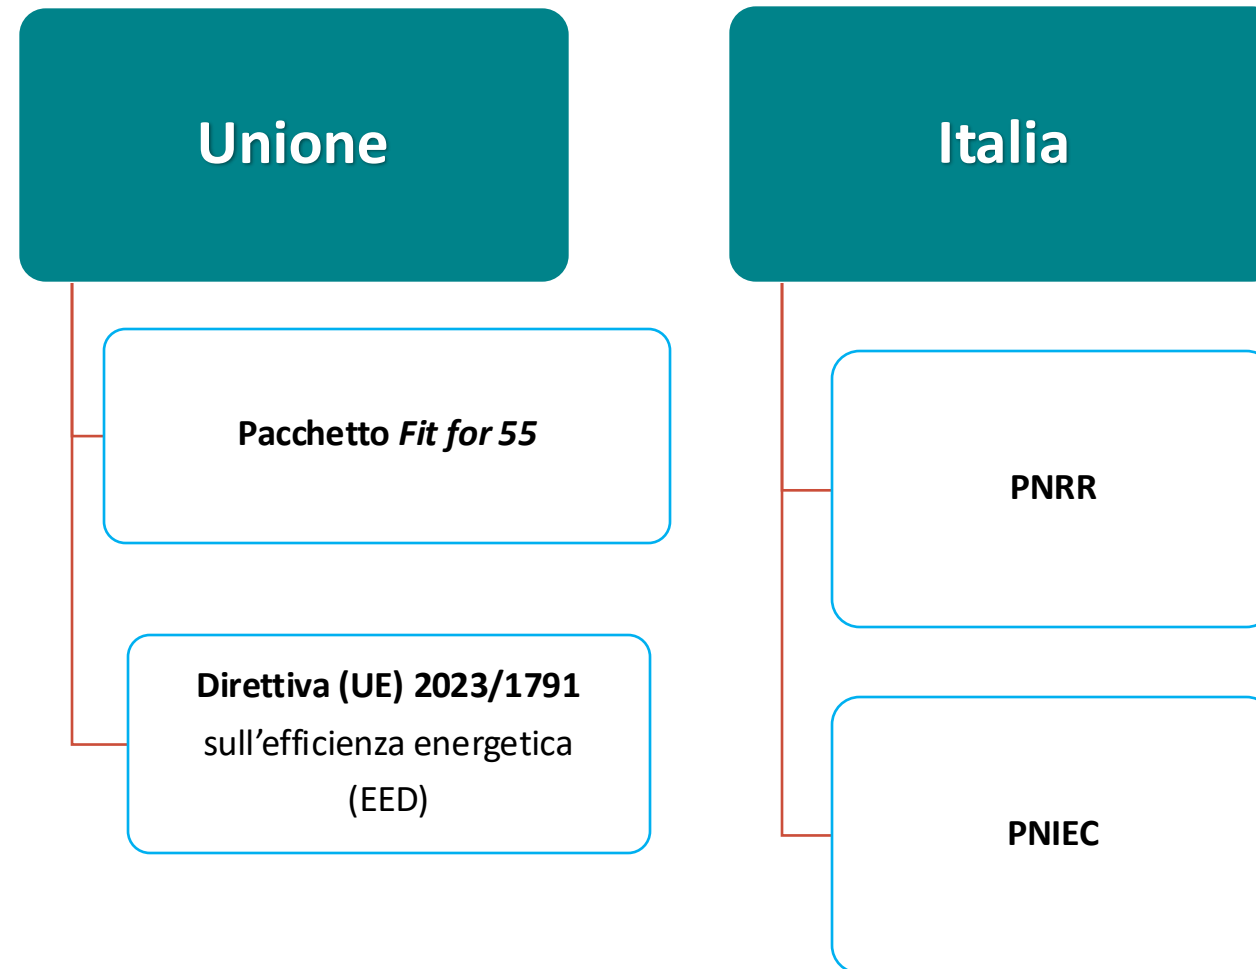 Unione
Pacchetto Fit for 55
Direttiva (UE) 2023/1791
sull’efficienza energetica
(EED)
Italia
PNRR
PNIEC